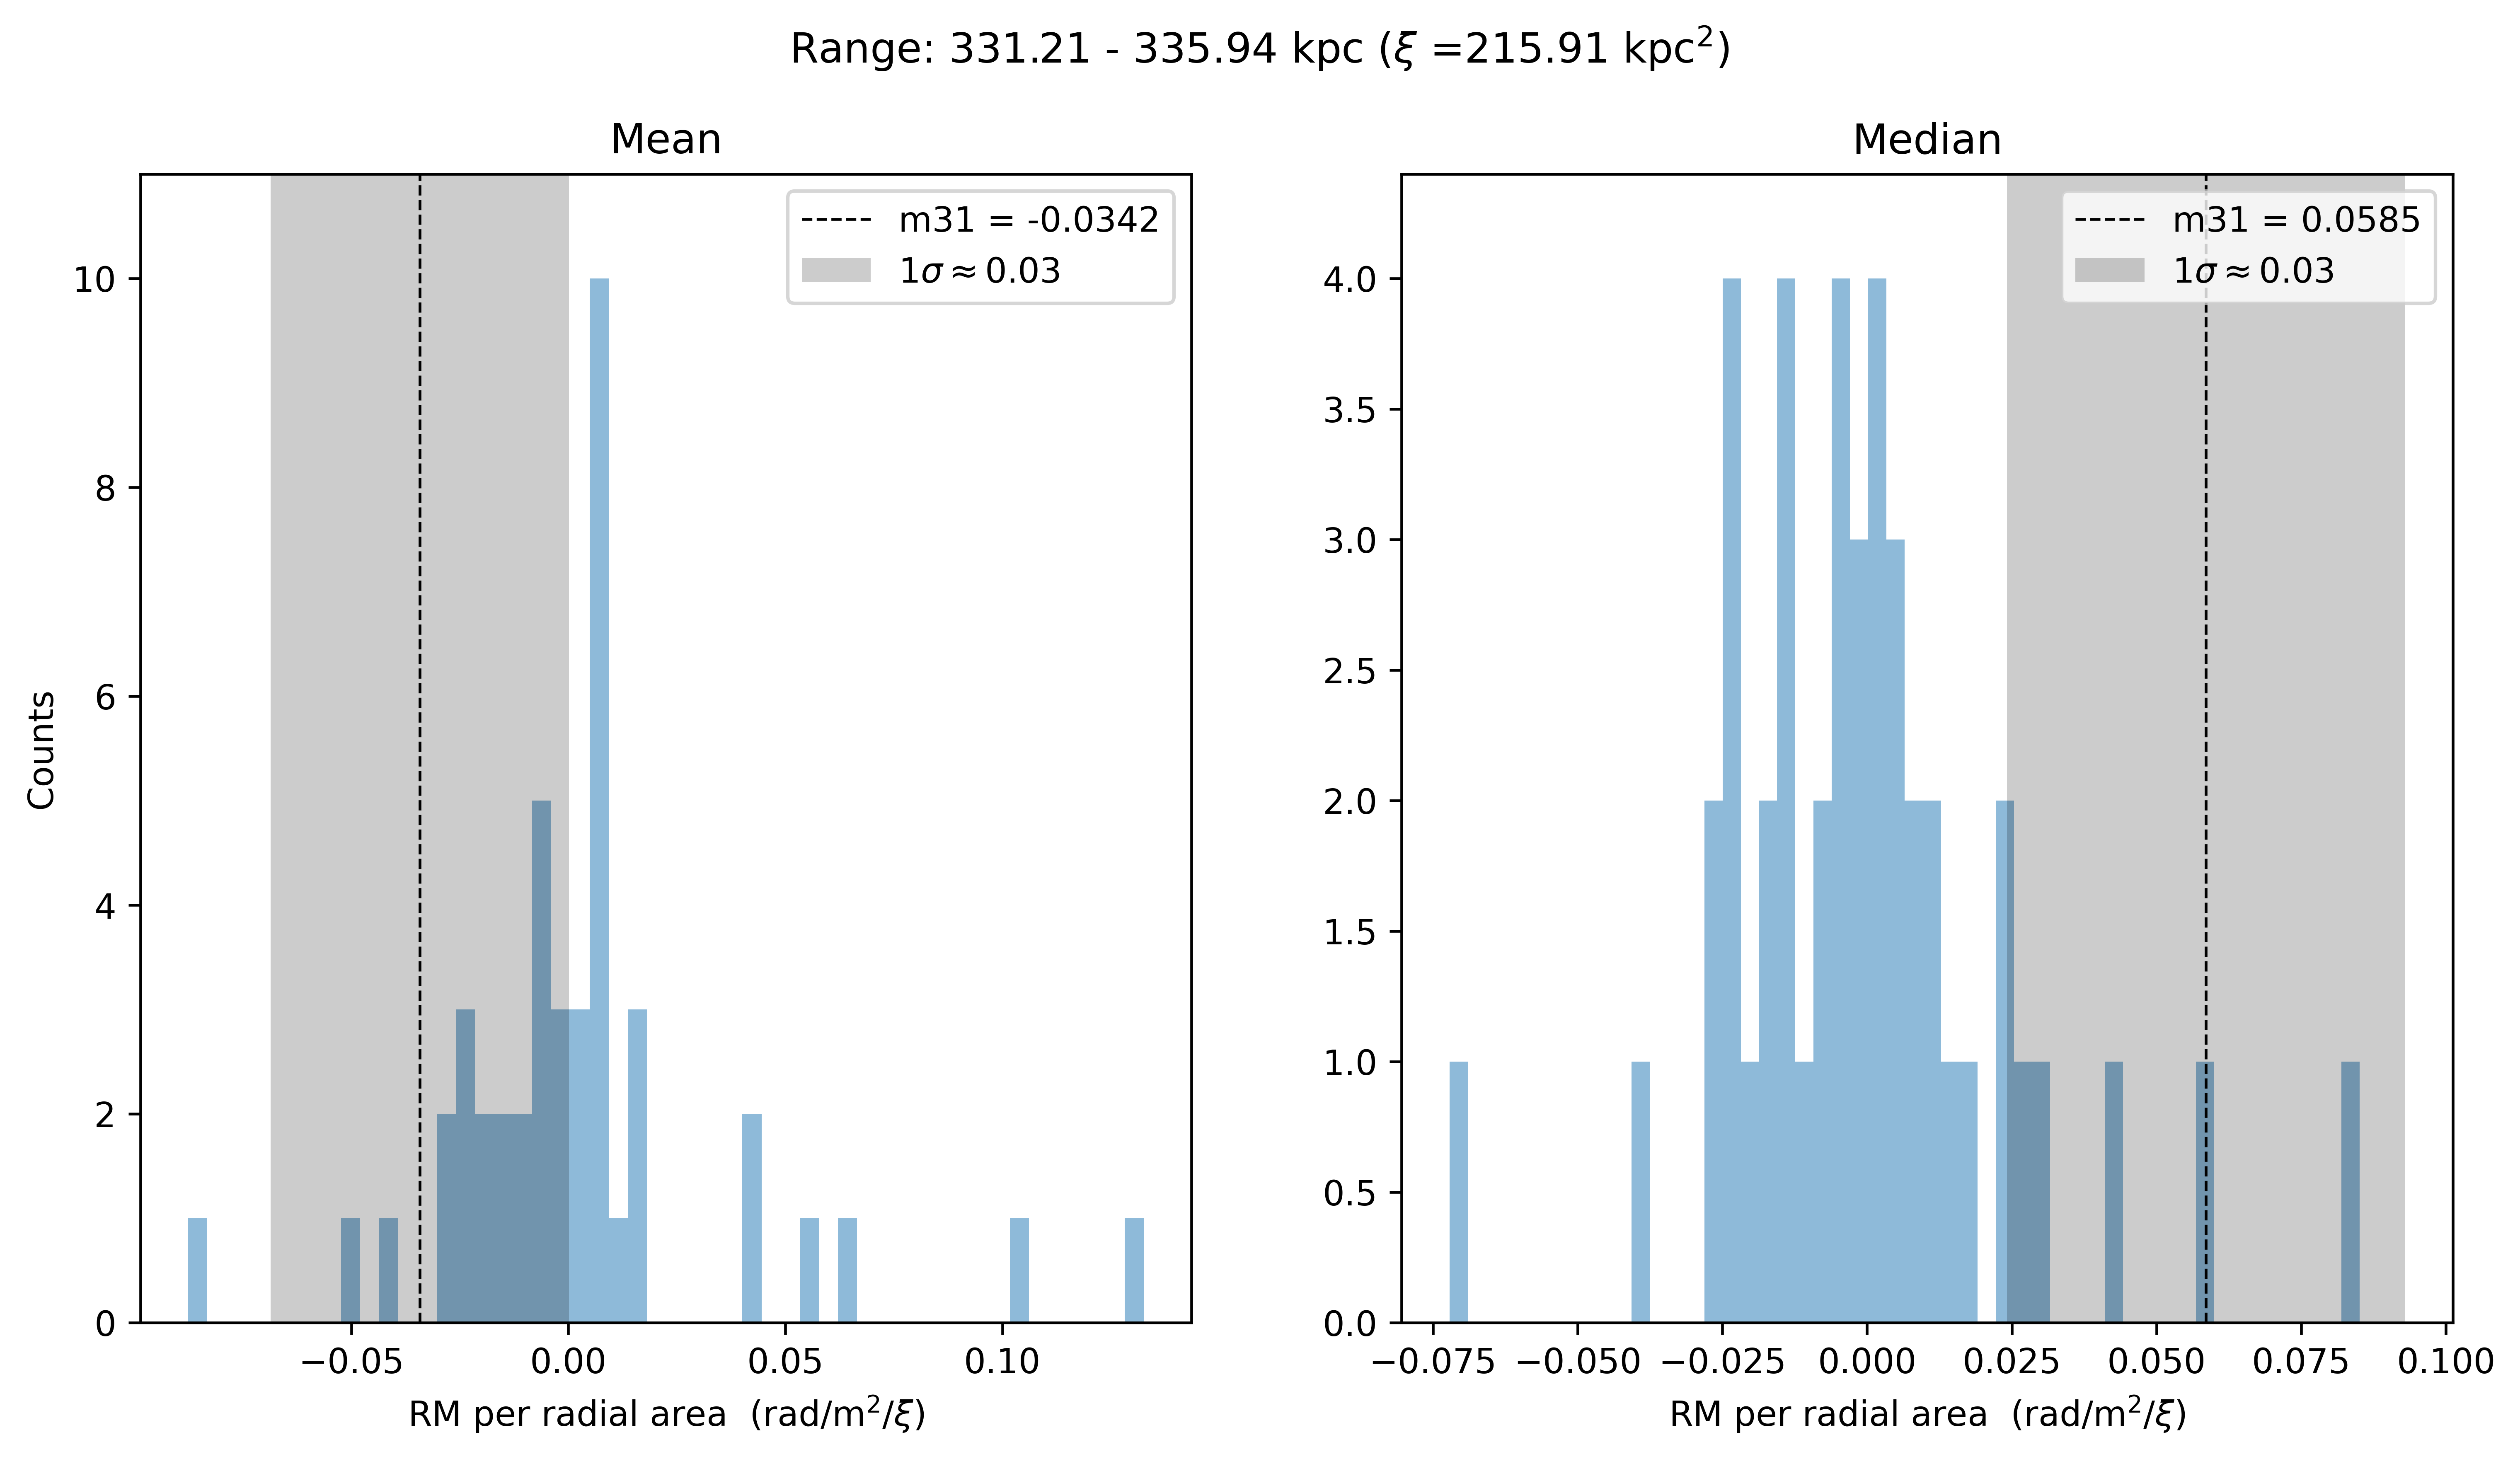 Range: 331.21 - 335.94 kpc (ξ =215.91 kpc²)
Mean
m31 = -0.0342
1σ ≈ 0.03
10
8
6
4
2
0
Counts
−0.05 0.00 0.05 0.10
RM per radial area (rad/m²/ξ)
Median
m31 = 0.0585
1σ ≈ 0.03
4.0
3.5
3.0
2.5
2.0
1.5
1.0
0.5
0.0
−0.075 −0.050 −0.025 0.000 0.025 0.050 0.075 0.100
RM per radial area (rad/m²/ξ)